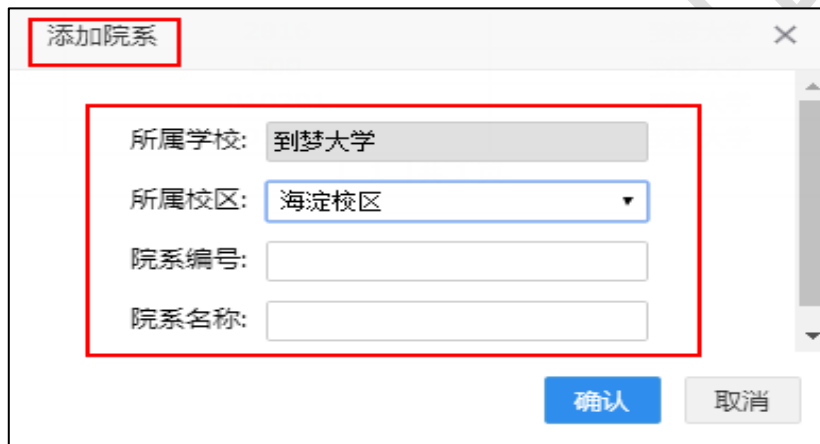 添加院系
所属学校: 到梦大学
所属校区: 海淀校区
院系编号:
院系名称:
确认 取消